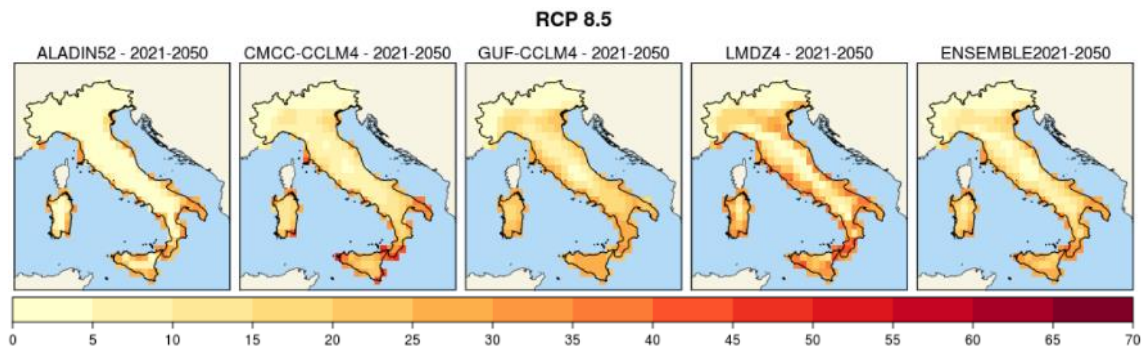 RCP 8.5
ALADIN52 - 2021-2050 CMCC-CCLM4 - 2021-2050 GUF-CCLM4 - 2021-2050 LMDZ4 - 2021-2050 ENSEMBLE2021-2050
0 5 10 15 20 25 30 35 40 45 50 55 60 65 70